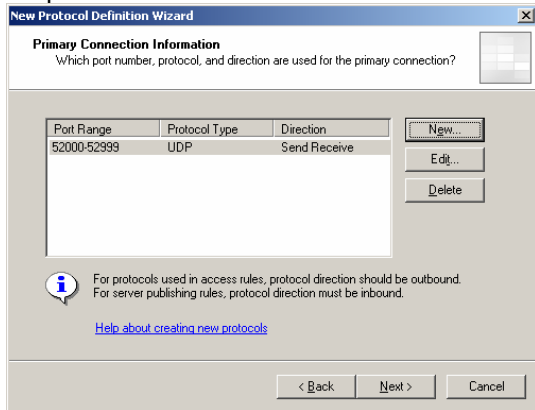 New Protocol Definition Wizard
Primary Connection Information
Which port number, protocol, and direction are used for the primary connection?
Port Range Protocol Type Direction
52000-52999 UDP Send Receive
New...
Edit...
Delete
For protocols used in access rules, protocol direction should be outbound.
For server publishing rules, protocol direction must be inbound.
Help about creating new protocols
< Back Next > Cancel